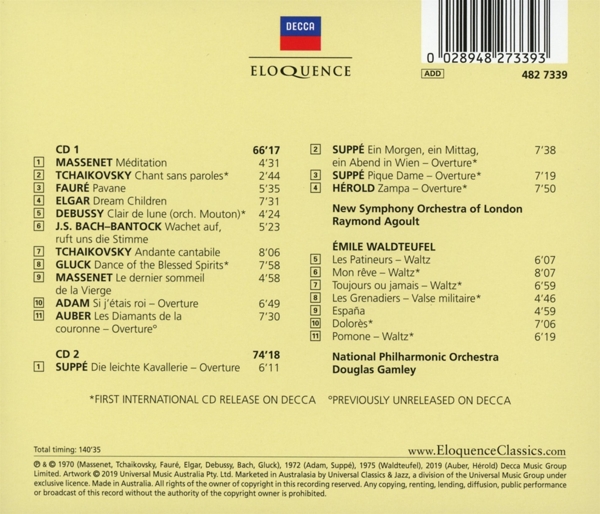 DECCA
ELOQUENCE
0 028948 273393
ADD
482 7339
CD 1 66'17
1 MASSENET Méditation 4'31
2 TCHAIKOVSKY Chant sans paroles* 2'44
3 FAURÉ Pavane 5'35
4 ELGAR Dream Children 7'31
5 DEBUSSY Clair de lune (orch. Mouton)* 4'24
6 J.S. BACH–BANTOCK Wachet auf, 5'23
ruft uns die Stimme
7 TCHAIKOVSKY Andante cantabile 8'06
8 GLUCK Dance of the Blessed Spirits* 7'58
9 MASSENET Le dernier sommeil
de la Vierge
10 ADAM Si j'étais roi – Overture 6'49
11 AUBER Les Diamants de la 7'30
couronne – Overture°
CD 2 74'18
1 SUPPÉ Die leichte Kavallerie – Overture 6'11
2 SUPPÉ Ein Morgen, ein Mittag, 7'38
ein Abend in Wien – Overture*
3 SUPPÉ Pique Dame – Overture* 7'19
4 HÉROLD Zampa – Overture* 7'50
New Symphony Orchestra of London
Raymond Agoult
ÉMILE WALDTEUFEL
5 Les Patineurs – Waltz 6'07
6 Mon rêve – Waltz* 8'07
7 Toujours ou jamais – Waltz* 6'59
8 Les Grenadiers – Valse militaire* 4'46
9 España 4'59
10 Dolorès* 7'06
11 Pomone – Waltz* 6'19
National Philharmonic Orchestra
Douglas Gamley
*FIRST INTERNATIONAL CD RELEASE ON DECCA °PREVIOUSLY UNRELEASED ON DECCA
Total timing: 140'35
www.EloquenceClassics.com
℗ & © 1970 (Massenet, Tchaikovsky, Fauré, Elgar, Debussy, Bach, Gluck), 1972 (Adam, Suppé), 1975 (Waldteufel), 2019 (Auber, Hérold) Decca Music Group
Limited. Artwork © 2019 Universal Music Australia Pty. Ltd. Marketed in Australasia by Universal Classics & Jazz, a division of the Universal Music Group under
exclusive licence. Made in Australia. All rights of the owner of copyright in this recording reserved. Any copying, renting, lending, diffusion, public performance
or broadcast of this record without the authority of the copyright owner is prohibited.